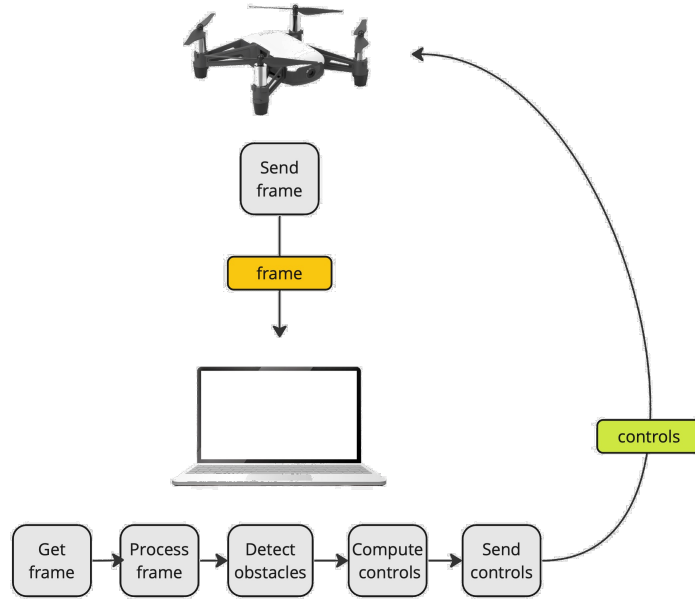 Send
frame
frame
controls
Get
frame
Process
frame
Detect
obstacles
Compute
controls
Send
controls